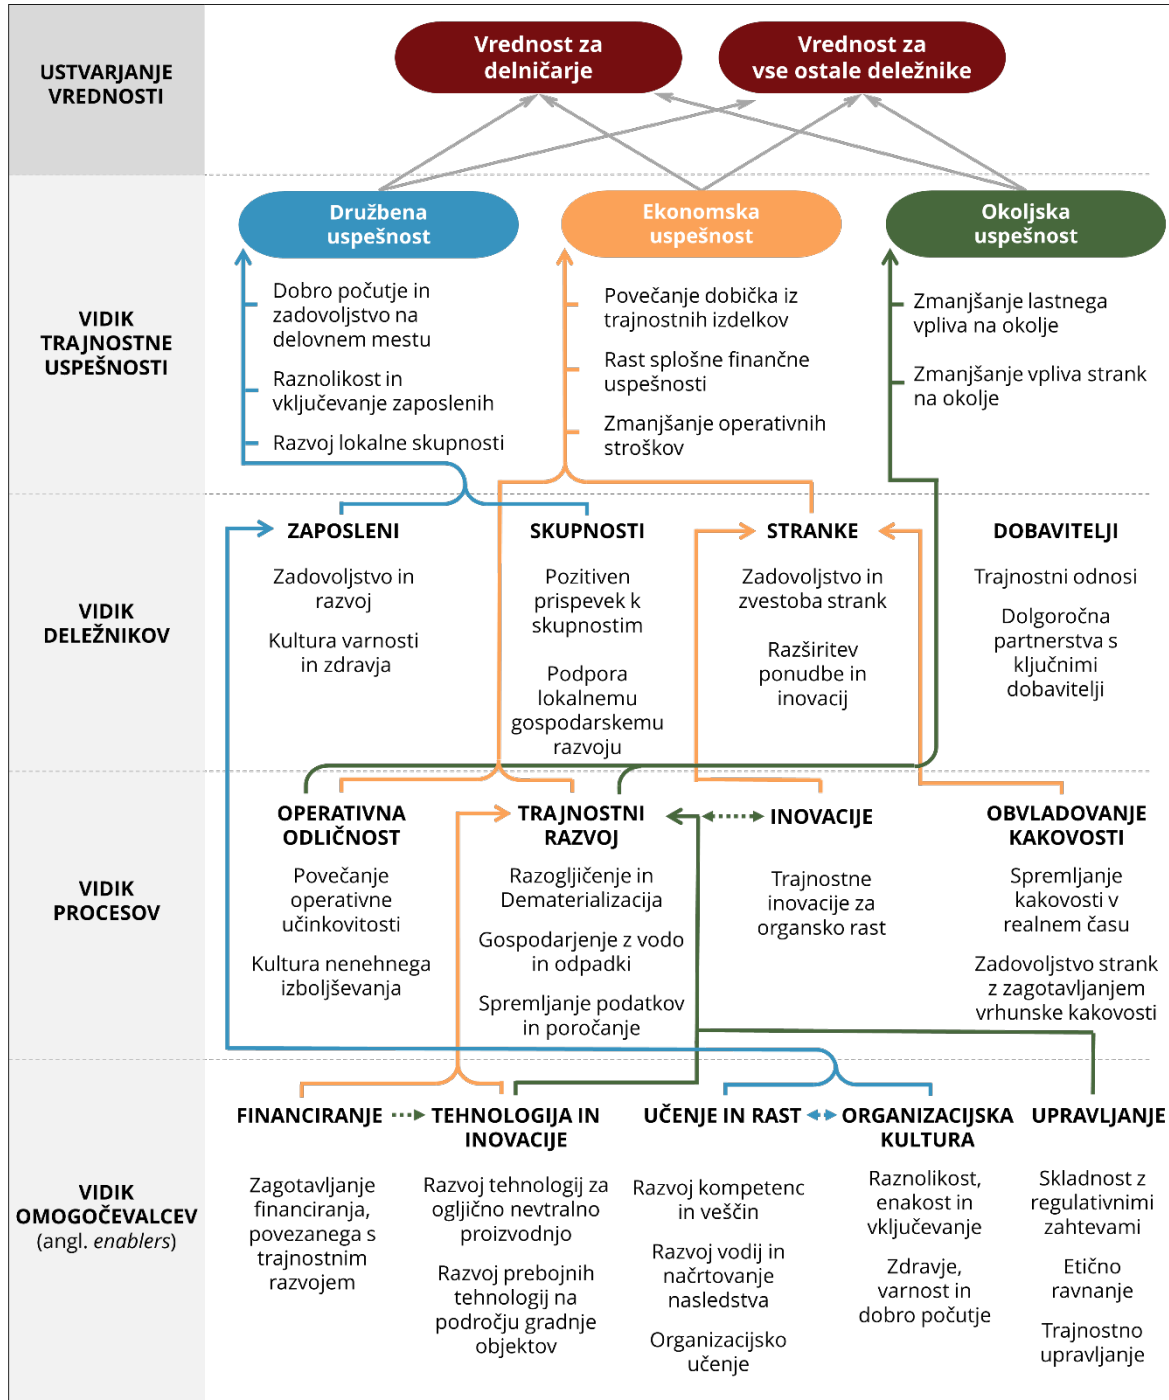 USTVARJANJE
VREDNOSTI
Vrednost za
delničarje
Vrednost za
vse ostale deležnike
VIDIK
TRAJNOSTNE
USPEŠNOSTI
Družbena
uspešnost
Dobro počutje in
zadovoljstvo na
delovnem mestu
Raznolikost in
vključevanje zaposlenih
Razvoj lokalne skupnosti
Ekonomska
uspešnost
Povečanje dobička iz
trajnostnih izdelkov
Rast splošne finančne
uspešnosti
Zmanjšanje operativnih
stroškov
Okoljska
uspešnost
Zmanjšanje lastnega
vpliva na okolje
Zmanjšanje vpliva strank
na okolje
VIDIK
DELEŽNIKOV
ZAPOSLENI
Zadovoljstvo in
razvoj
Kultura varnosti
in zdravja
SKUPNOSTI
Pozitiven
prispevek k
skupnostim
Podpora
lokalnemu
gospodarskemu
razvoju
STRANKE
Zadovoljstvo in
zvestoba strank
Razširitev
ponudbe in
inovacij
DOBAVITELJI
Trajnostni odnosi
Dolgoročna
partnerstva s
ključnimi
dobavitelji
VIDIK
PROCESOV
OPERATIVNA
ODLIČNOST
Povečanje
operativne
učinkovitosti
Kultura nenehnega
izboljševanja
TRAJNOSTNI
RAZVOJ
Razogljičenje in
Dematerializacija
Gospodarjenje z vodo
in odpadki
Spremljanje podatkov
in poročanje
INOVACIJE
Trajnostne
inovacije za
organsko rast
OBVLADOVANJE
KAKOVOSTI
Spremljanje
kakovosti v
realnem času
Zadovoljstvo strank
z zagotavljanjem
vrhunske kakovosti
VIDIK
OMOGOČEVALCEV
(angl. enablers)
FINANCIRANJE
Zagotavljanje
financiranja,
povezanega s
trajnostnim
razvojem
TEHNOLOGIJA IN
INOVACIJE
Razvoj tehnologij za
ogljično nevtralno
proizvodnjo
Razvoj prebojnih
tehnologij na
področju gradnje
objektov
UČENJE IN RAST
Razvoj kompetenc
in veščin
Razvoj vodij in
načrtovanje
nasledstva
Organizacijsko
učenje
ORGANIZACIJSKA
KULTURA
Raznolikost,
enakost in
vključevanje
Zdravje,
varnost in
dobro počutje
UPRAVLJANJE
Skladnost z
regulativnimi
zahtevami
Etično
ravnanje
Trajnostno
upravljanje